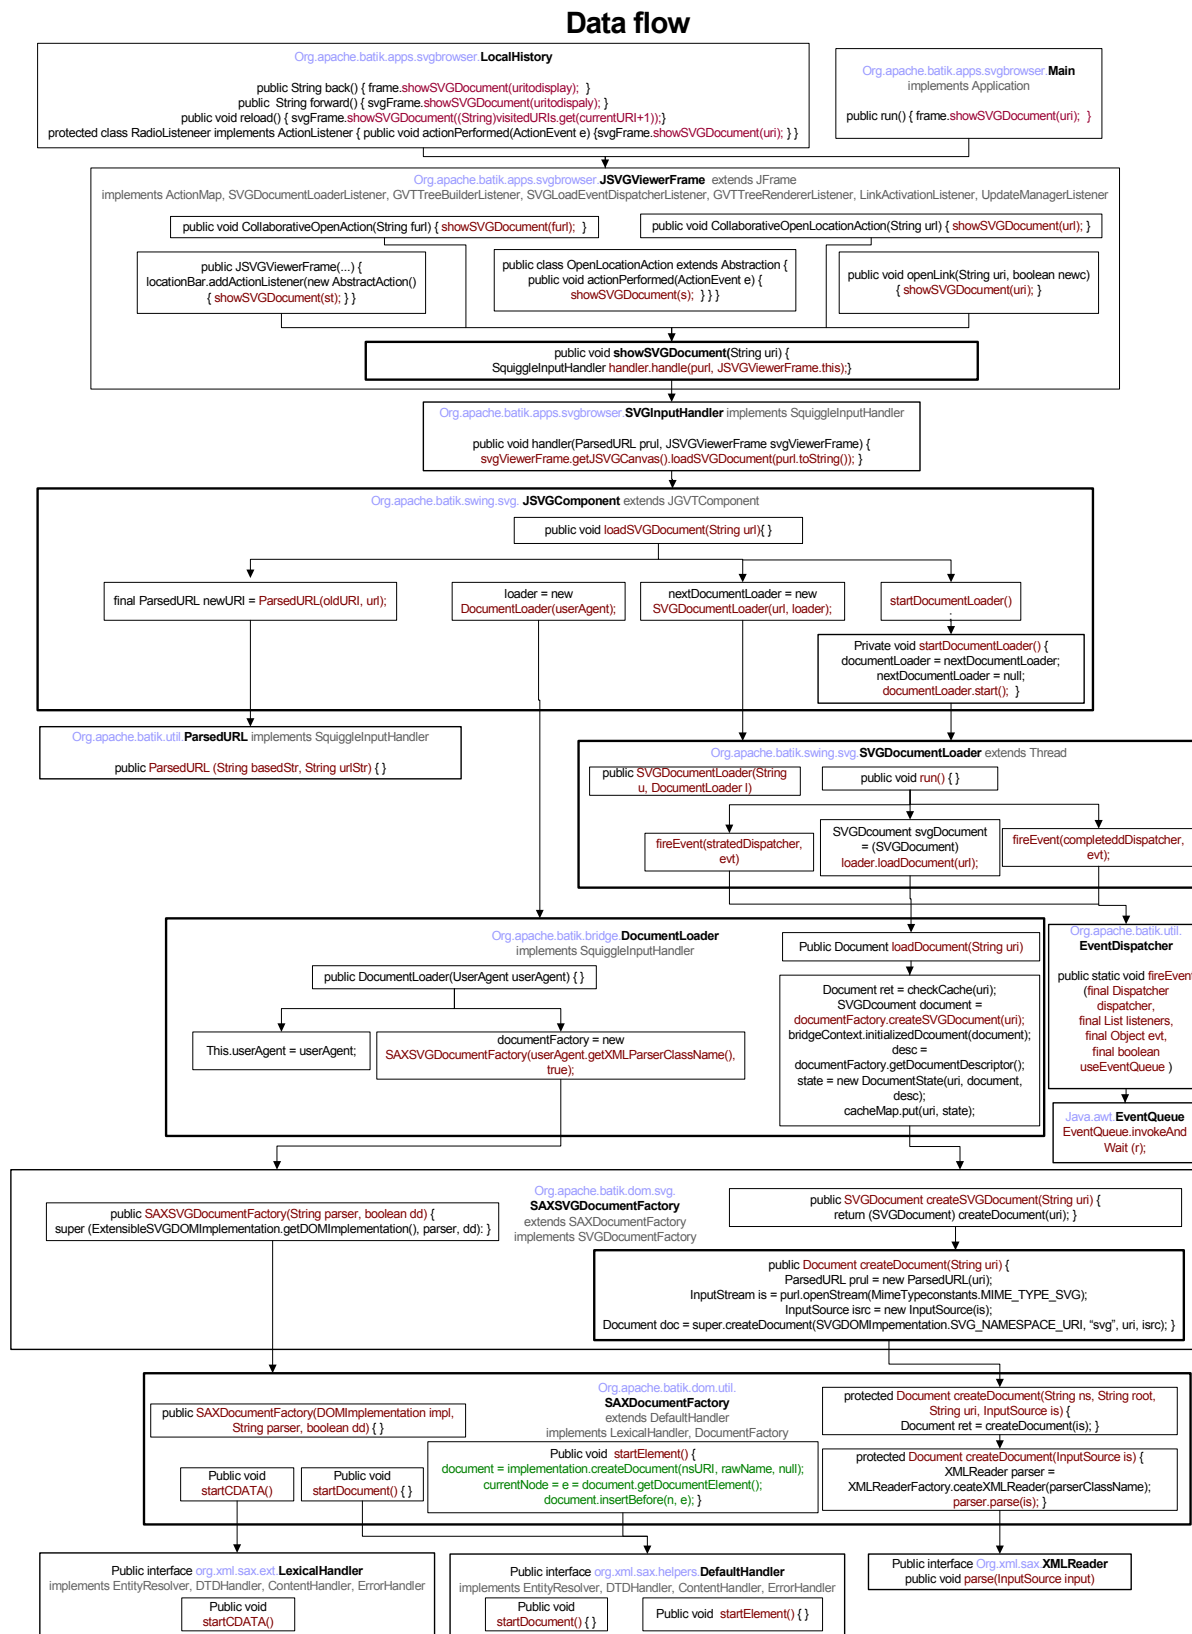 Data flow
Org.apache.batik.apps.svgbrowser.LocalHistory
public String back() { frame.showSVGDocument(uritodisplay);  }
public  String forward() { svgFrame.showSVGDocument(uritodispaly); }
public void reload() { svgFrame.showSVGDocument((String)visitedURIs.get(currentURI+1));}
protected class RadioListeneer implements ActionListener { public void actionPerformed(ActionEvent e) {svgFrame.showSVGDocument(uri); } }
Org.apache.batik.apps.svgbrowser.Main
implements Application
public run() { frame.showSVGDocument(uri);  }
Org.apache.batik.apps.svgbrowser.JSVGViewerFrame  extends JFrame
implements ActionMap, SVGDocumentLoaderListener, GVTTreeBuilderListener, SVGLoadEventDispatcherListener, GVTTreeRendererListener, LinkActivationListener, UpdateManagerListener
public void CollaborativeOpenAction(String furl) { showSVGDocument(furl);  }
public void CollaborativeOpenLocationAction(String url) { showSVGDocument(url); }
public JSVGViewerFrame(...) {
locationBar.addActionListener(new AbstractAction()
{ showSVGDocument(st); } }
public class OpenLocationAction extends Abstraction {
public void actionPerformed(ActionEvent e) {
showSVGDocument(s);  } } }
public void openLink(String uri, boolean newc)
{ showSVGDocument(uri); }
public void showSVGDocument(String uri) {
SquiggleInputHandler handler.handle(purl, JSVGViewerFrame.this);}
Org.apache.batik.apps.svgbrowser.SVGInputHandler implements SquiggleInputHandler
public void handler(ParsedURL prul, JSVGViewerFrame svgViewerFrame) {
svgViewerFrame.getJSVGCanvas().loadSVGDocument(purl.toString()); }
Org.apache.batik.swing.svg. JSVGComponent extends JGVTComponent
public void loadSVGDocument(String url){ }
final ParsedURL newURI = ParsedURL(oldURI, url);
loader = new
DocumentLoader(userAgent);
nextDocumentLoader = new
SVGDocumentLoader(url, loader);
startDocumentLoader()
;
Private void startDocumentLoader() {
documentLoader = nextDocumentLoader;
nextDocumentLoader = null;
documentLoader.start();  }
Org.apache.batik.util.ParsedURL implements SquiggleInputHandler
public ParsedURL (String basedStr, String urlStr) { }
Org.apache.batik.swing.svg.SVGDocumentLoader extends Thread
public SVGDocumentLoader(String
u, DocumentLoader l)
public void run() { }
fireEvent(stratedDispatcher,
evt)
SVGDcoument svgDocument
= (SVGDocument)
loader.loadDocument(url);
fireEvent(completeddDispatcher,
evt);
Org.apache.batik.bridge.DocumentLoader
implements SquiggleInputHandler
public DocumentLoader(UserAgent userAgent) { }
This.userAgent = userAgent;
documentFactory = new
SAXSVGDocumentFactory(userAgent.getXMLParserClassName(),
true);
Public Document loadDocument(String uri)
Document ret = checkCache(uri);
SVGDcoument document =
documentFactory.createSVGDocument(uri);
bridgeContext.initializedDcoument(document);
desc =
documentFactory.getDocumentDescriptor();
state = new DocumentState(uri, document,
desc);
cacheMap.put(uri, state);
Org.apache.batik.util.
EventDispatcher
public static void fireEvent
(final Dispatcher
dispatcher,
final List listeners,
final Object evt,
final boolean
useEventQueue )
Java.awt.EventQueue
EventQueue.invokeAnd
Wait (r);
Org.apache.batik.dom.svg.
SAXSVGDocumentFactory
extends SAXDocumentFactory
implements SVGDocumentFactory
public SAXSVGDocumentFactory(String parser, boolean dd) {
super (ExtensibleSVGDOMImplementation.getDOMImplementation(), parser, dd): }
public SVGDocument createSVGDocument(String uri) {
return (SVGDocument) createDocument(uri); }
public Document createDocument(String uri) {
ParsedURL prul = new ParsedURL(uri);
InputStream is = purl.openStream(MimeTypeconstants.MIME_TYPE_SVG);
InputSource isrc = new InputSource(is);
Document doc = super.createDocument(SVGDOMImpementation.SVG_NAMESPACE_URI, “svg”, uri, isrc); }
Org.apache.batik.dom.util.
SAXDocumentFactory
extends DefaultHandler
implements LexicalHandler, DocumentFactory
public SAXDocumentFactory(DOMImplementation impl,
String parser, boolean dd) { }
Public void
startCDATA()
Public void
startDocument() { }
Public void  startElement() {
document = implementation.createDocument(nsURI, rawName, null);
currentNode = e = document.getDocumentElement();
document.insertBefore(n, e); }
protected Document createDocument(String ns, String root,
String uri, InputSource is) {
Document ret = createDocument(is); }
protected Document createDocument(InputSource is) {
XMLReader parser =
XMLReaderFactory.ceateXMLReader(parserClassName);
parser.parse(is); }
Public interface org.xml.sax.ext.LexicalHandler
implements EntityResolver, DTDHandler, ContentHandler, ErrorHandler
Public void
startCDATA()
Public interface org.xml.sax.helpers.DefaultHandler
implements EntityResolver, DTDHandler, ContentHandler, ErrorHandler
Public void
startDocument() { }
Public void  startElement() { }
Public interface Org.xml.sax.XMLReader
public void parse(InputSource input)